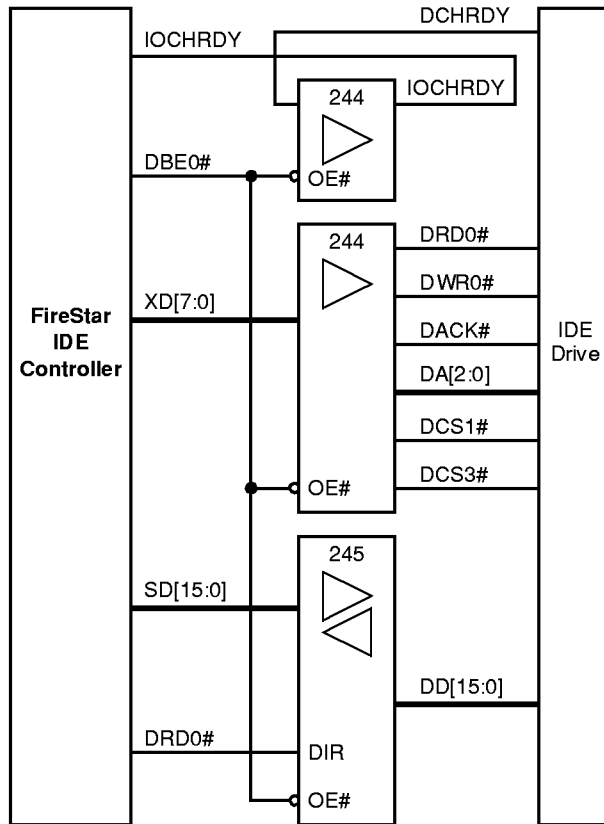 DCHRDY
IOCHRDY
IOCHRDY
244
DBE0#
OE#
244
DRD0#
XD[7:0]
DWR0#
FireStar
IDE
Controller
DACK#
IDE
Drive
DA[2:0]
DCS1#
OE#
DCS3#
245
SD[15:0]
DD[15:0]
DRD0#
DIR
OE#